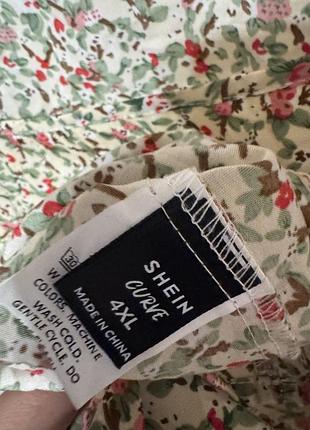 SHEIN
CURVE
4XL
MADE IN CHINA
30
COLORS, MACHINE
WASH COLD.
GENTLE CYCLE, DO